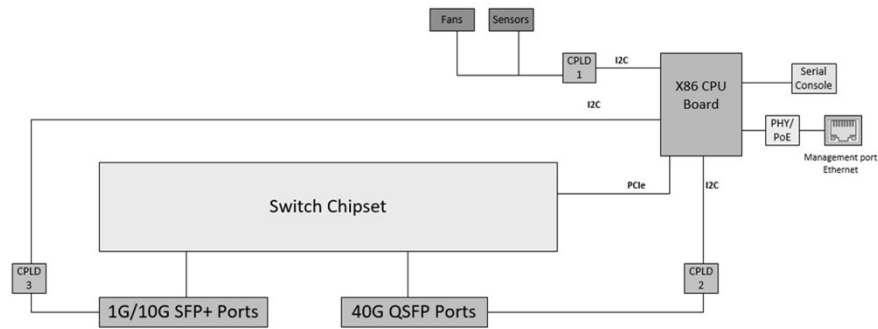 Fans
Sensors
CPLD
1
I2C
X86 CPU
Board
Serial
Console
I2C
PHY/
PoE
Management port
Ethernet
Switch Chipset
PCIe
I2C
CPLD
3
CPLD
2
1G/10G SFP+ Ports
40G QSFP Ports